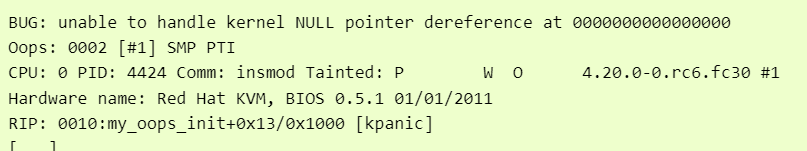 BUG: unable to handle kernel NULL pointer dereference at 0000000000000000
Oops: 0002 [#1] SMP PTI
CPU: 0 PID: 4424 Comm: insmod Tainted: P        W  O      4.20.0-0.rc6.fc30 #1
Hardware name: Red Hat KVM, BIOS 0.5.1 01/01/2011
RIP: 0010:my_oops_init+0x13/0x1000 [kpanic]
[...]